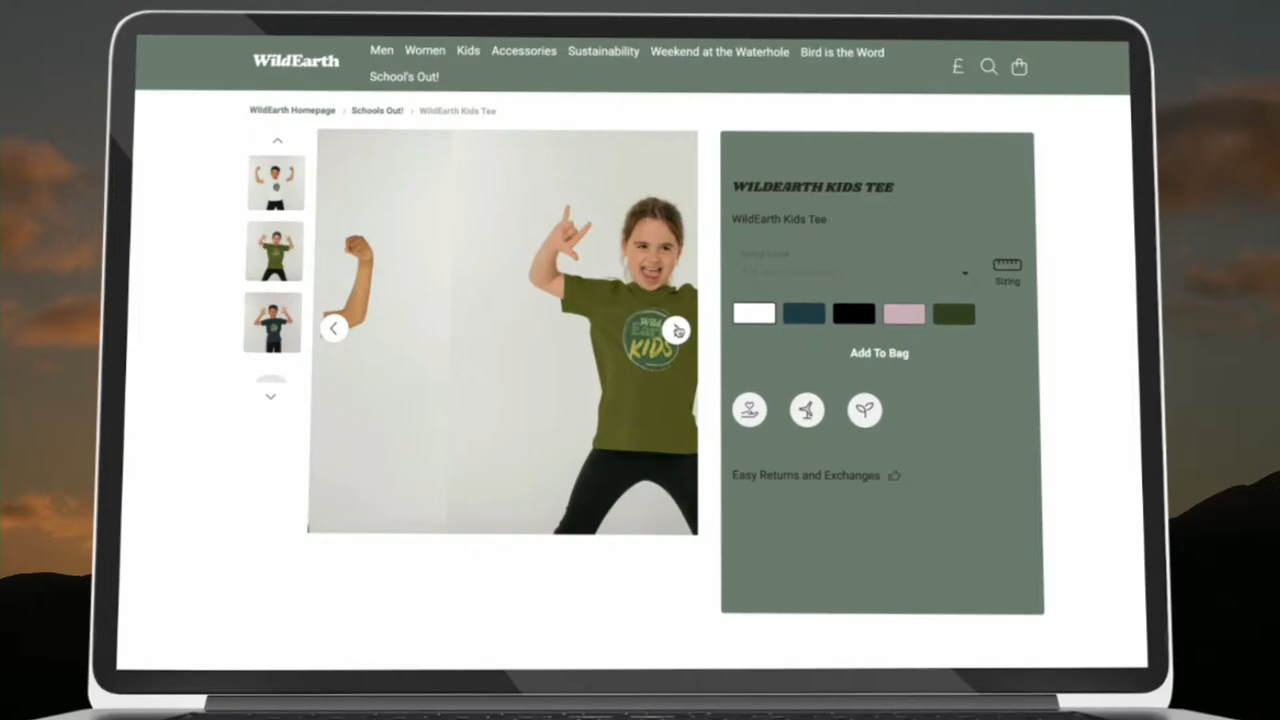 WildEarth
Men Women Kids Accessories Sustainability Weekend at the Waterhole Bird is the Word
School's Out!
£
WildEarth Homepage > Schools Out! > WildEarth Kids Tee
Wild
Earth
KIDS
WILDEARTH KIDS TEE
WildEarth Kids Tee
Sizing
Add To Bag
Easy Returns and Exchanges